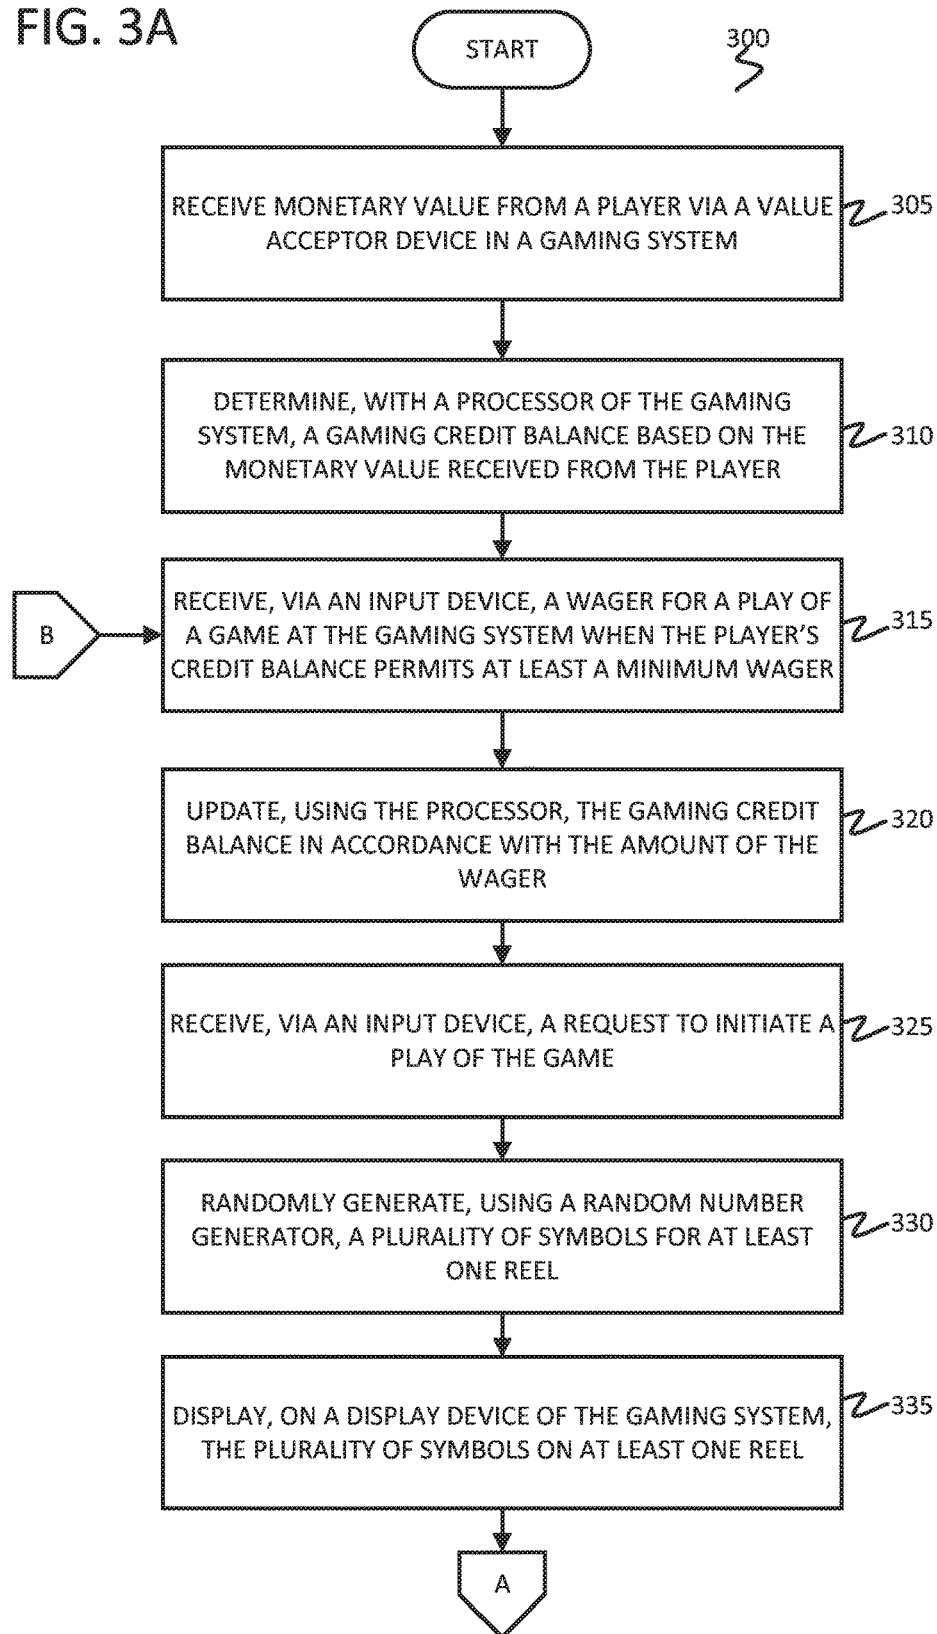 FIG. 3A
START
300
RECEIVE MONETARY VALUE FROM A PLAYER VIA A VALUE
ACCEPTOR DEVICE IN A GAMING SYSTEM
305
DETERMINE, WITH A PROCESSOR OF THE GAMING
SYSTEM, A GAMING CREDIT BALANCE BASED ON THE
MONETARY VALUE RECEIVED FROM THE PLAYER
310
B
RECEIVE, VIA AN INPUT DEVICE, A WAGER FOR A PLAY OF
A GAME AT THE GAMING SYSTEM WHEN THE PLAYER'S
CREDIT BALANCE PERMITS AT LEAST A MINIMUM WAGER
315
UPDATE, USING THE PROCESSOR, THE GAMING CREDIT
BALANCE IN ACCORDANCE WITH THE AMOUNT OF THE
WAGER
320
RECEIVE, VIA AN INPUT DEVICE, A REQUEST TO INITIATE A
PLAY OF THE GAME
325
RANDOMLY GENERATE, USING A RANDOM NUMBER
GENERATOR, A PLURALITY OF SYMBOLS FOR AT LEAST
ONE REEL
330
DISPLAY, ON A DISPLAY DEVICE OF THE GAMING SYSTEM,
THE PLURALITY OF SYMBOLS ON AT LEAST ONE REEL
335
A